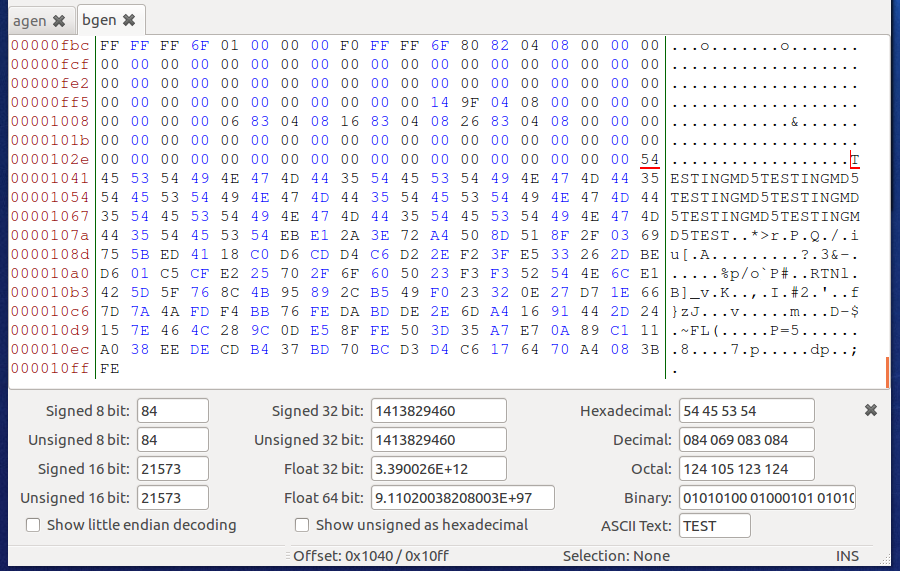 agen ✖ bgen ✖
00000fbc FF FF FF 6F 01 00 00 00 F0 FF FF 6F 80 82 04 08 00 00 00 ...o.......o.......
00000fcf 00 00 00 00 00 00 00 00 00 00 00 00 00 00 00 00 00 00 00 ...................
00000fe2 00 00 00 00 00 00 00 00 00 00 00 00 00 00 00 00 00 00 00 ...................
00000ff5 00 00 00 00 00 00 00 00 00 00 00 14 9F 04 08 00 00 00 00 ...................
00001008 00 00 00 00 06 83 04 08 16 83 04 08 26 83 04 08 00 00 00 ............&......
0000101b 00 00 00 00 00 00 00 00 00 00 00 00 00 00 00 00 00 00 00 ...................
0000102e 00 00 00 00 00 00 00 00 00 00 00 00 00 00 00 00 00 00 54 ..................T
00001041 45 53 54 49 4E 47 4D 44 35 54 45 53 54 49 4E 47 4D 44 35 ESTINGMD5TESTINGMD5
00001054 54 45 53 54 49 4E 47 4D 44 35 54 45 53 54 49 4E 47 4D 44 TESTINGMD5TESTINGMD
00001067 35 54 45 53 54 49 4E 47 4D 44 35 54 45 53 54 49 4E 47 4D 5TESTINGMD5TESTINGM
0000107a 44 35 54 45 53 54 EB E1 2A 3E 72 A4 50 8D 51 8F 2F 03 69 D5TEST..*>r.P.Q./.i
0000108d 75 5B ED 41 18 C0 D6 CD D4 C6 D2 2E F2 3F E5 33 26 2D BE u[.A.........?.3&-.
000010a0 D6 01 C5 CF E2 25 70 2F 6F 60 50 23 F3 F3 52 54 4E 6C E1 .....%p/o`P#..RTNl.
000010b3 42 5D 5F 76 8C 4B 95 89 2C B5 49 F0 23 32 0E 27 D7 1E 66 B]_v.K..,.I.#2.'..f
000010c6 7D 7A 4A FD F4 BB 76 FE DA BD DE 2E 6D A4 16 91 44 2D 24 }zJ...v.....m...D-$
000010d9 15 7E 46 4C 28 9C 0D E5 8F FE 50 3D 35 A7 E7 0A 89 C1 11 .~FL(.....P=5......
000010ec A0 38 EE DE CD B4 37 BD 70 BC D3 D4 C6 17 64 70 A4 08 3B .8....7.p.....dp..;
000010ff FE .
Signed 8 bit: 84 Signed 32 bit: 1413829460 Hexadecimal: 54 45 53 54 ✖
Unsigned 8 bit: 84 Unsigned 32 bit: 1413829460 Decimal: 084 069 083 084
Signed 16 bit: 21573 Float 32 bit: 3.390026E+12 Octal: 124 105 123 124
Unsigned 16 bit: 21573 Float 64 bit: 9.11020038208003E+97 Binary: 01010100 01000101 01010
Show little endian decoding Show unsigned as hexadecimal ASCII Text: TEST
Offset: 0x1040 / 0x10ff Selection: None INS